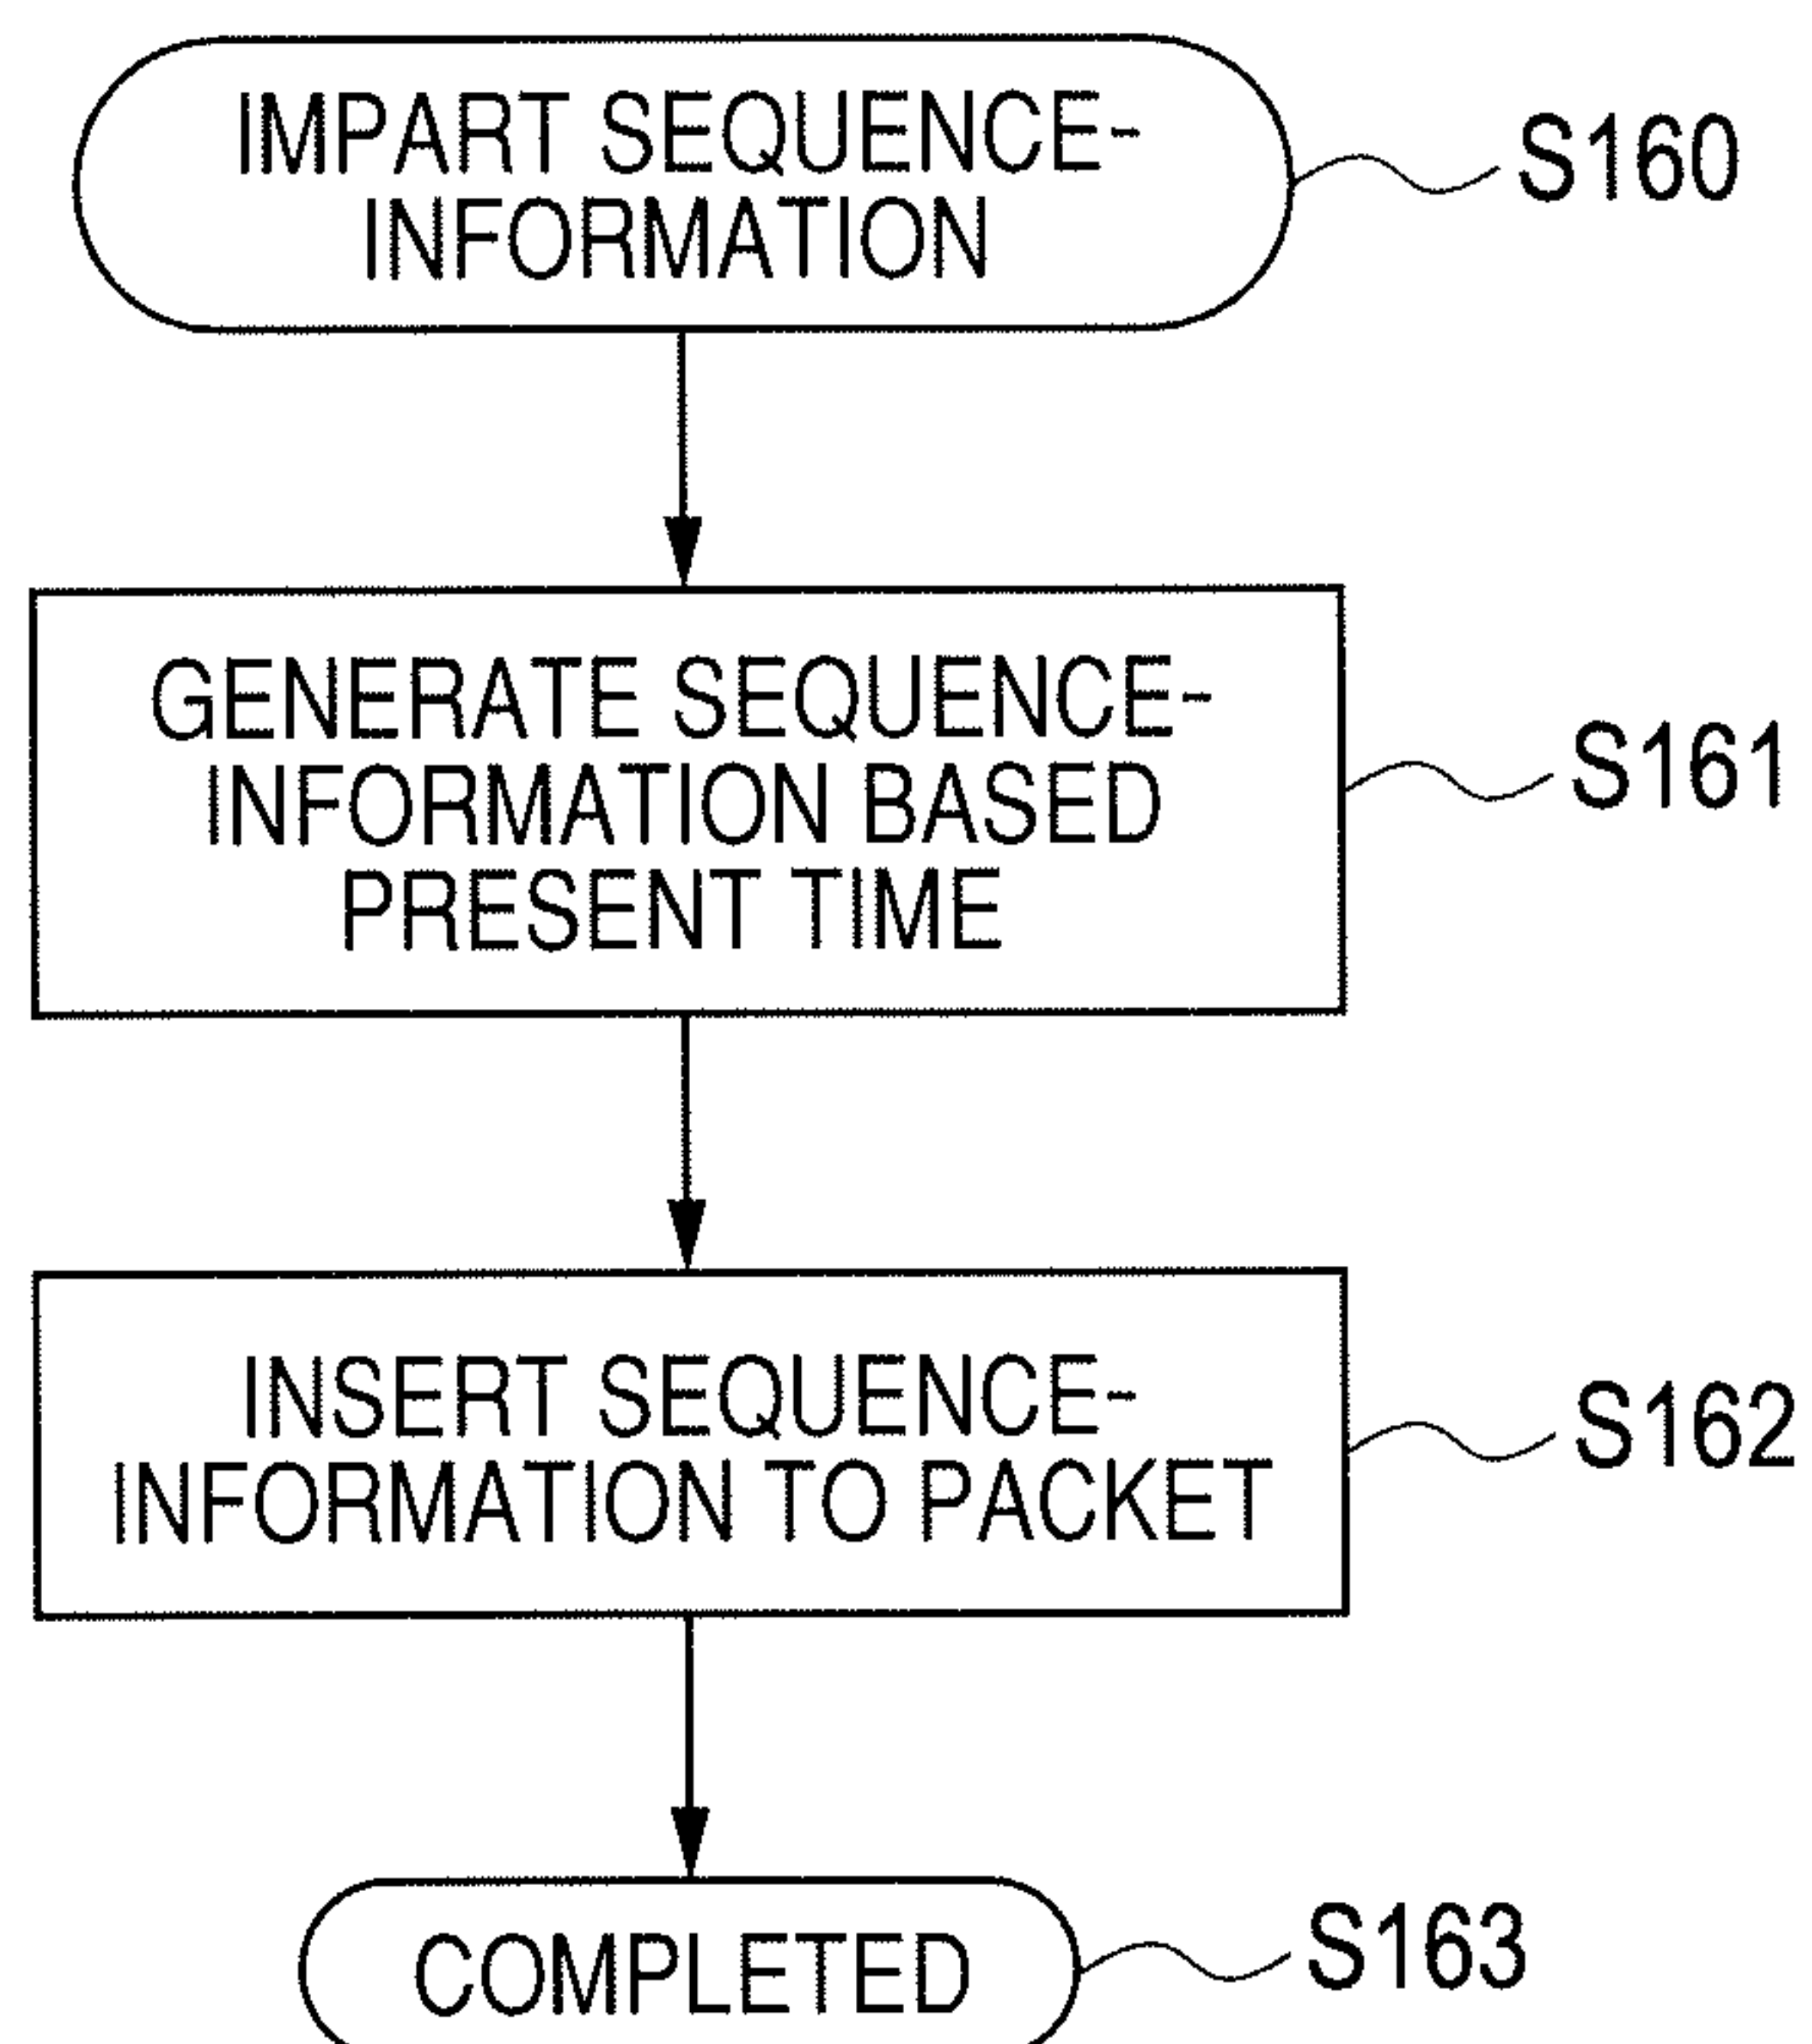 IMPART SEQUENCE-
INFORMATION
S160
GENERATE SEQUENCE-
INFORMATION BASED
PRESENT TIME
S161
INSERT SEQUENCE-
INFORMATION TO PACKET
S162
COMPLETED
S163